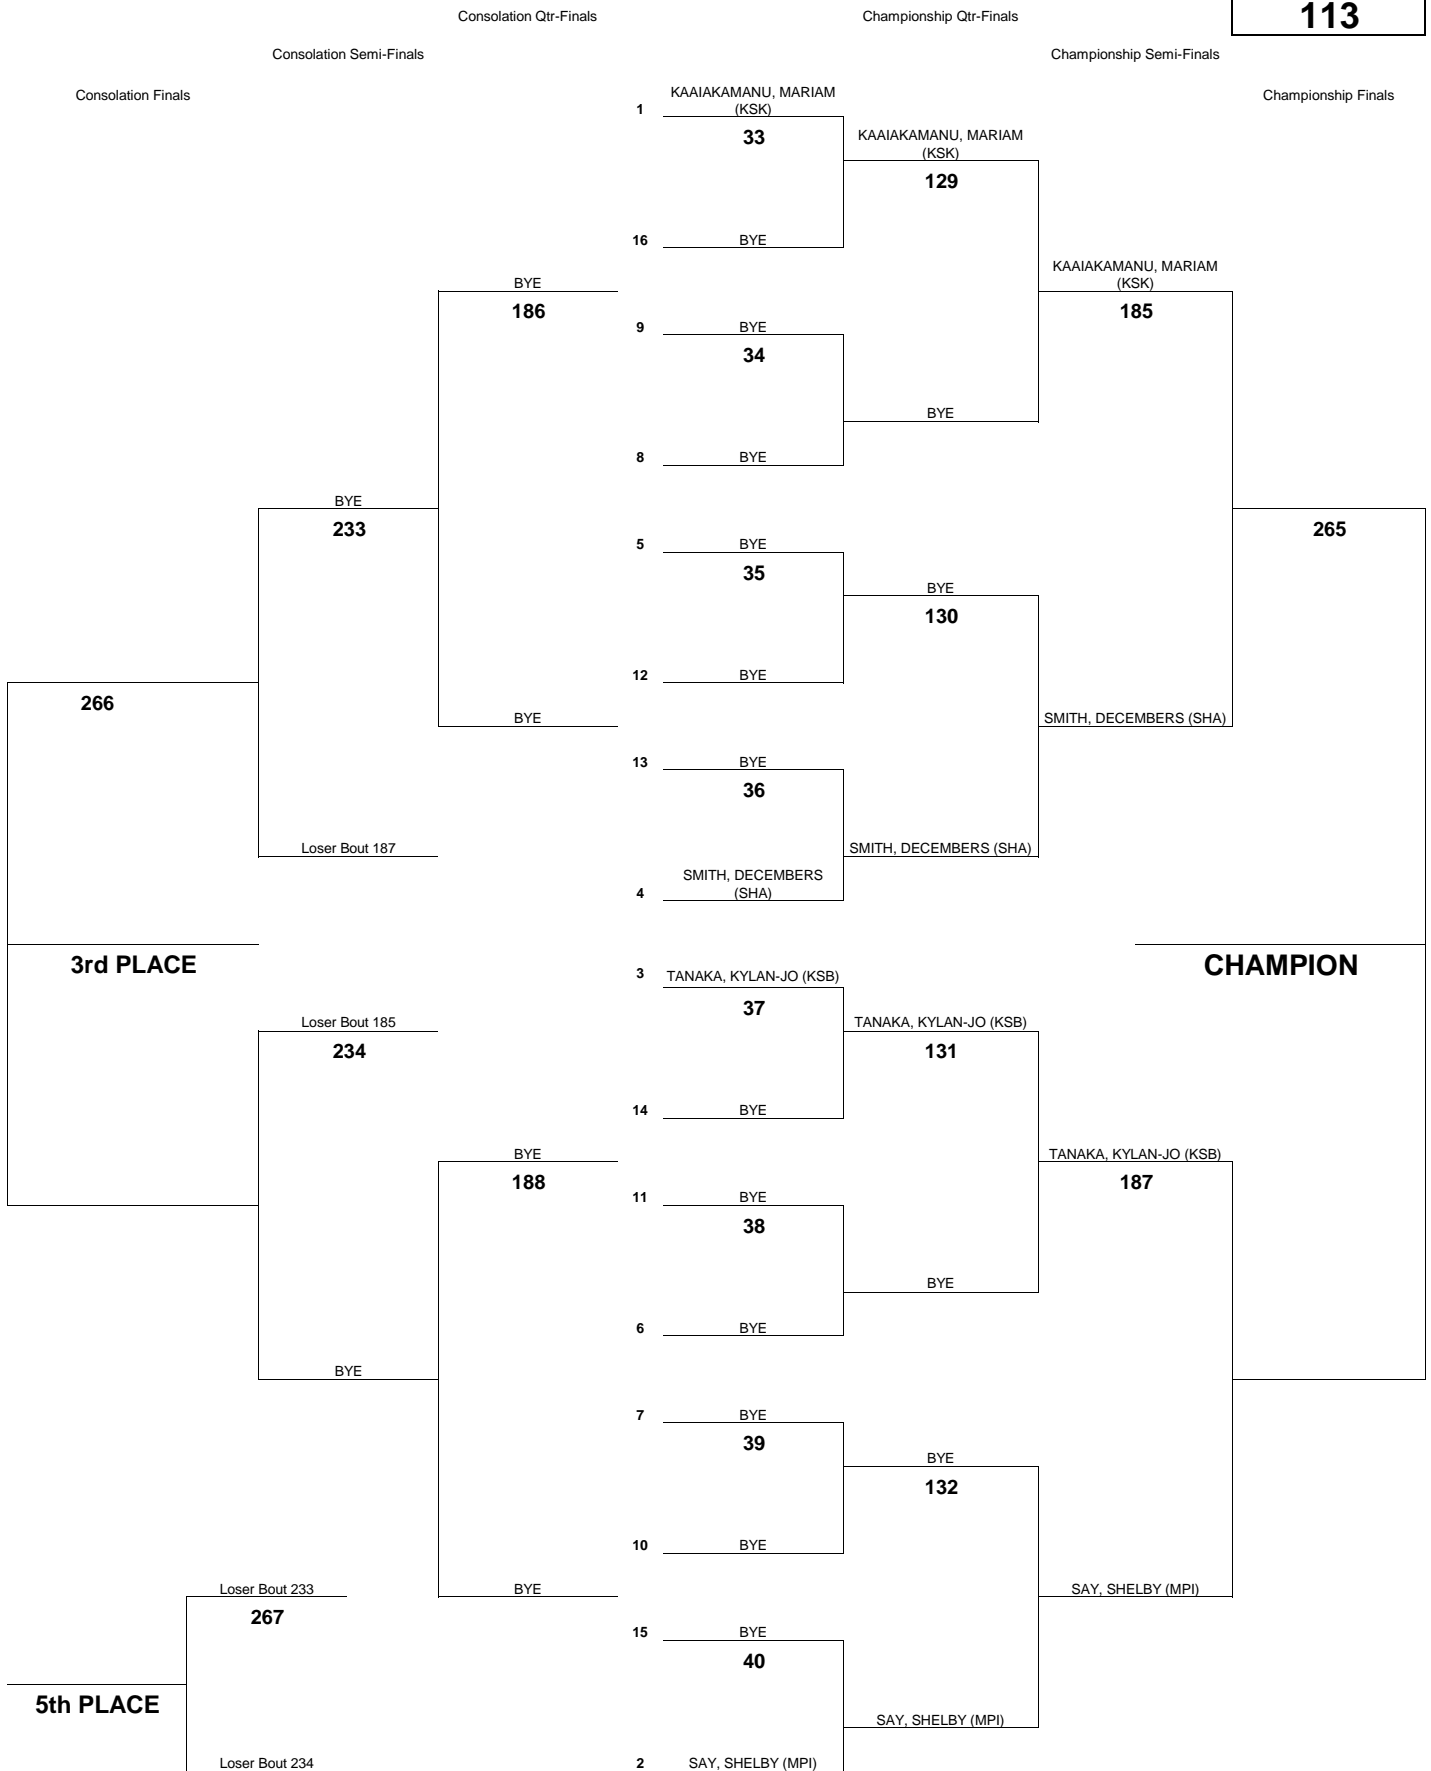 Consolation Qtr-Finals
Championship Qtr-Finals
113
Consolation Semi-Finals
Championship Semi-Finals
Consolation Finals
Championship Finals
KAAIAKAMANU, MARIAM
(KSK)
1
33
KAAIAKAMANU, MARIAM
(KSK)
129
16
BYE
KAAIAKAMANU, MARIAM
(KSK)
185
BYE
186
9
BYE
34
BYE
8
BYE
BYE
233
265
5
BYE
35
BYE
130
12
BYE
266
BYE
SMITH, DECEMBERS (SHA)
13
BYE
36
Loser Bout 187
SMITH, DECEMBERS (SHA)
SMITH, DECEMBERS
(SHA)
4
3rd PLACE
CHAMPION
3
TANAKA, KYLAN-JO (KSB)
37
Loser Bout 185
234
TANAKA, KYLAN-JO (KSB)
131
14
BYE
BYE
188
TANAKA, KYLAN-JO (KSB)
187
11
BYE
38
BYE
6
BYE
BYE
7
BYE
39
BYE
132
10
BYE
Loser Bout 233
267
BYE
SAY, SHELBY (MPI)
15
BYE
40
5th PLACE
SAY, SHELBY (MPI)
Loser Bout 234
2
SAY, SHELBY (MPI)